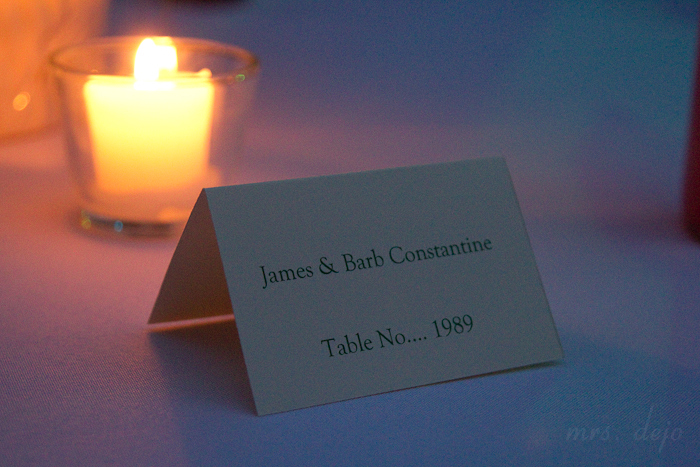 James & Barb Constantine
Table No.... 1989
mrs. dejo